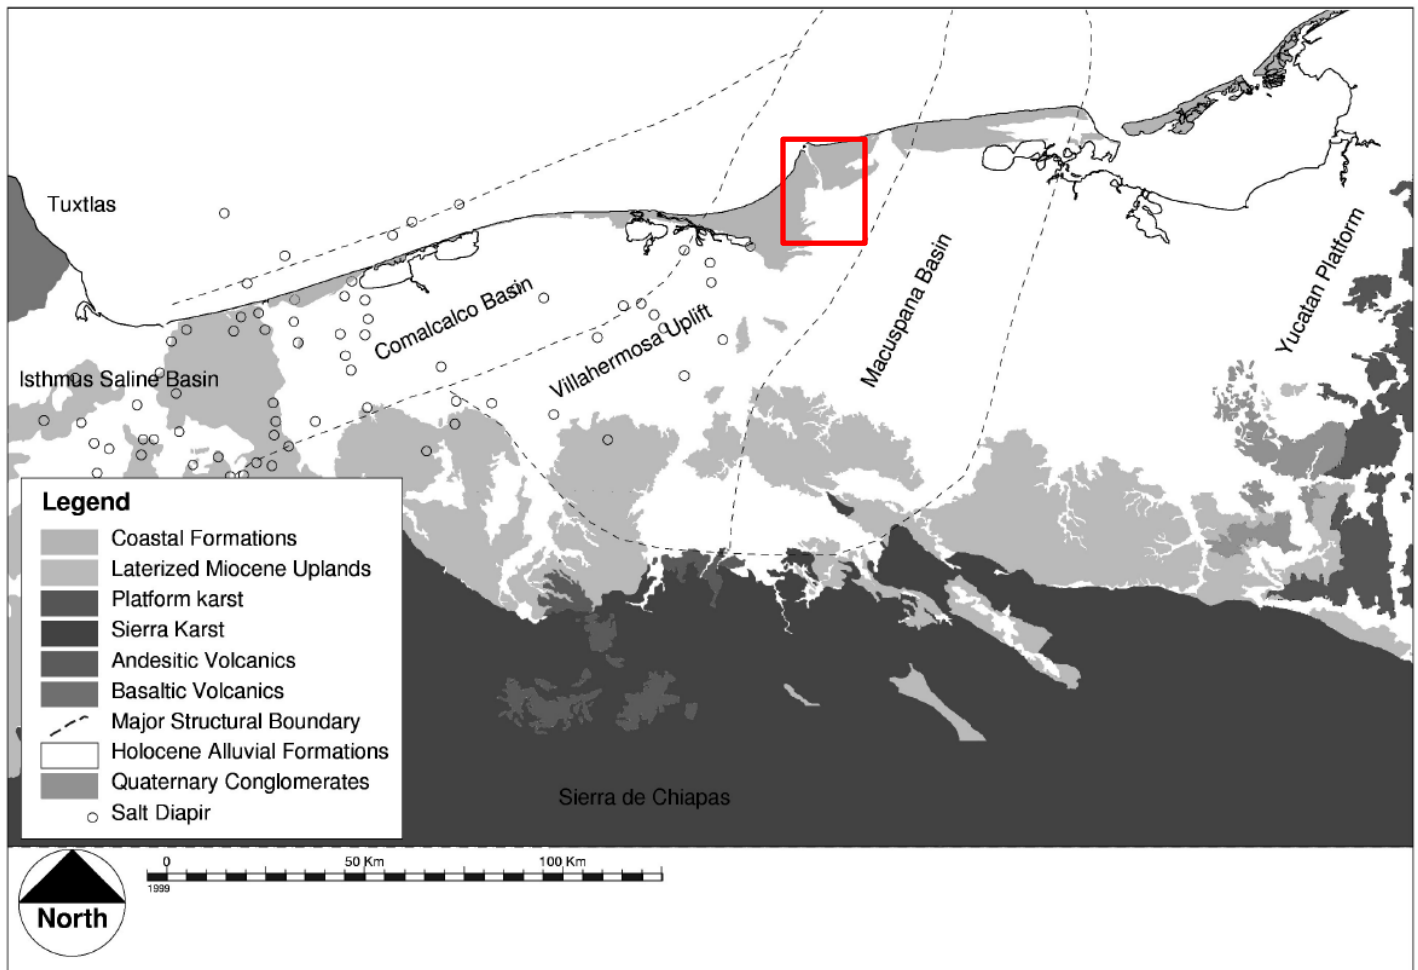 Tuxtlas
Comalcalco Basin
Villahermosa Uplift
Macuspana Basin
Yucatan Platform
Isthmus Saline Basin
Legend
Coastal Formations
Laterized Miocene Uplands
Platform karst
Sierra Karst
Andesitic Volcanics
Basaltic Volcanics
Major Structural Boundary
Holocene Alluvial Formations
Quaternary Conglomerates
Salt Diapir
Sierra de Chiapas
North
0 50 Km 100 Km
1999